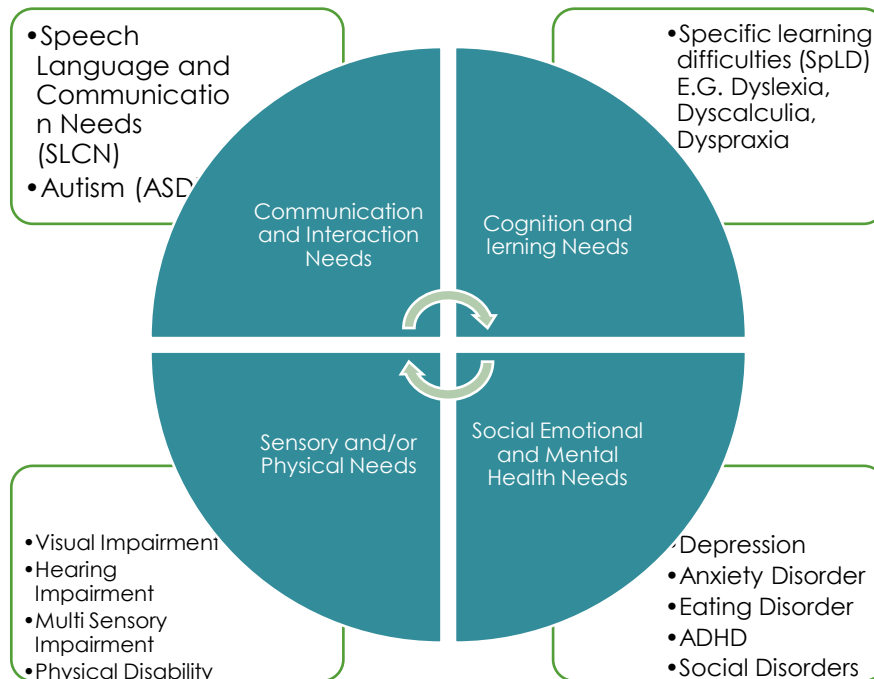 •Speech
Language and
Communicatio
n Needs
(SLCN)
•Autism (ASD)
•Specific learning
difficulties (SpLD)
E.G. Dyslexia,
Dyscalculia,
Dyspraxia
Communication
and Interaction
Needs
Cognition and
lerning Needs
Sensory and/or
Physical Needs
Social Emotional
and Mental
Health Needs
•Visual Impairment
•Hearing
Impairment
•Multi Sensory
Impairment
•Physical Disability
•Depression
•Anxiety Disorder
•Eating Disorder
•ADHD
•Social Disorders